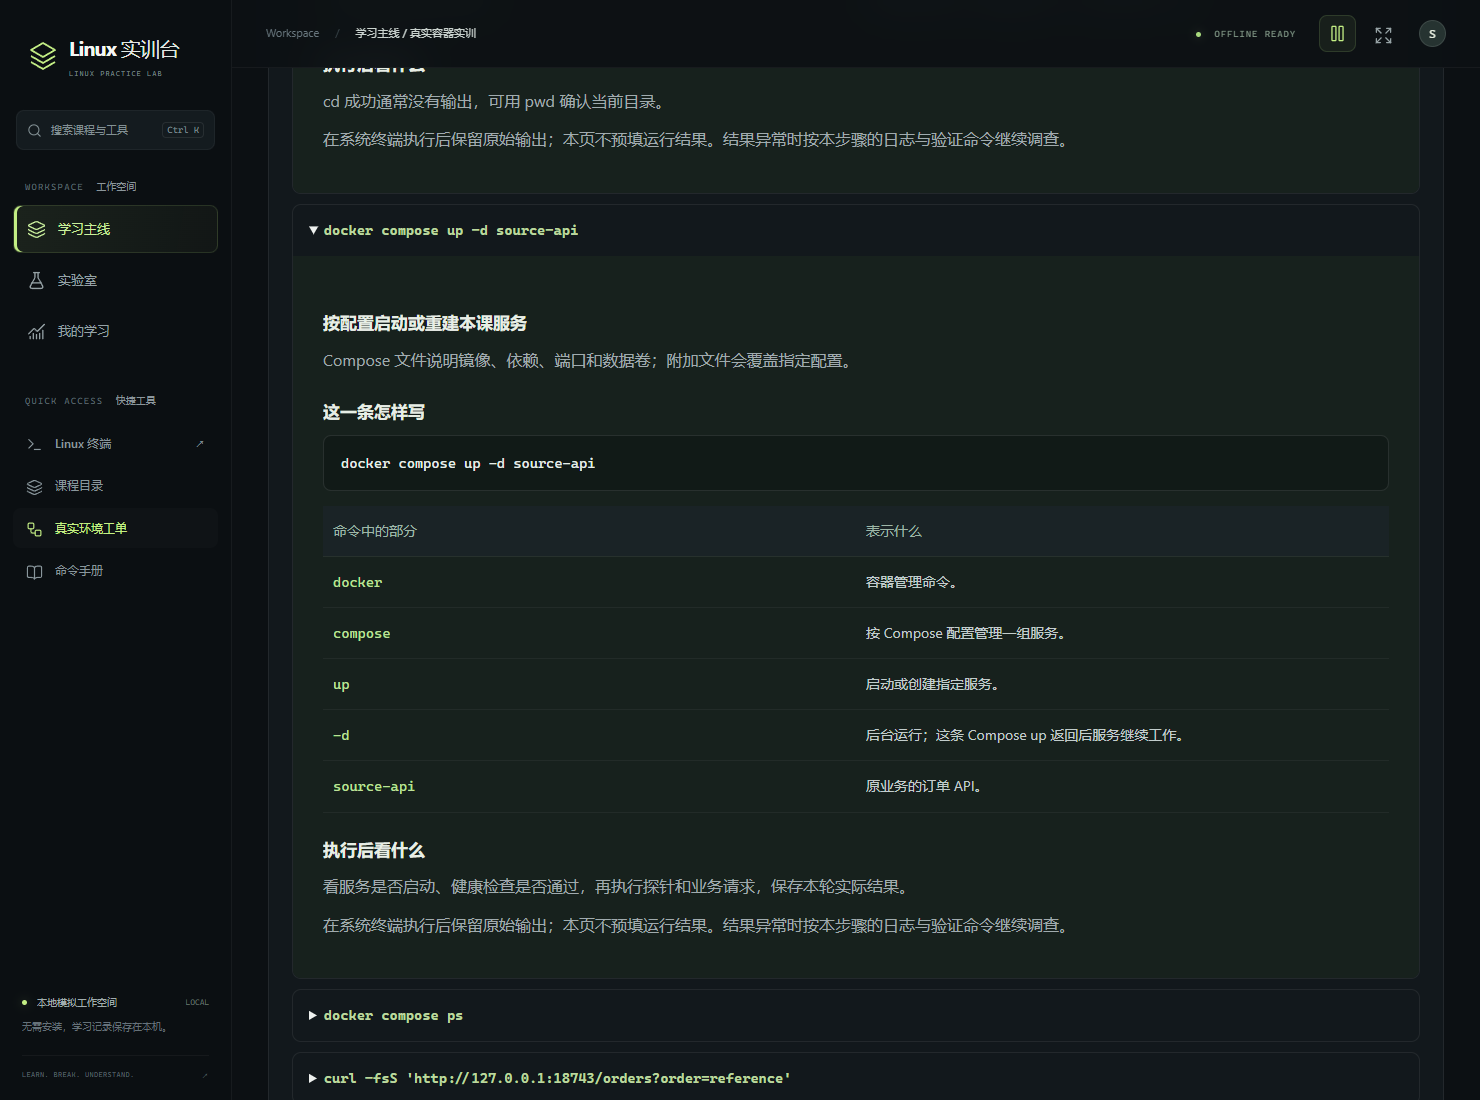 Linux 实训台
LINUX PRACTICE LAB
搜索课程与工具 Ctrl K
WORKSPACE 工作空间
学习主线
实验室
我的学习
QUICK ACCESS 快捷工具
Linux 终端 ↗
课程目录
真实环境工单
命令手册
本地模拟工作空间 LOCAL
无需安装，学习记录保存在本机。
LEARN. BREAK. UNDERSTAND. ↗
Workspace / 学习主线 / 真实容器实训
OFFLINE READY
S
执行后看什么
cd 成功通常没有输出，可用 pwd 确认当前目录。
在系统终端执行后保留原始输出；本页不预填运行结果。结果异常时按本步骤的日志与验证命令继续调查。
▼ docker compose up -d source-api
按配置启动或重建本课服务
Compose 文件说明镜像、依赖、端口和数据卷；附加文件会覆盖指定配置。
这一条怎样写
docker compose up -d source-api
命令中的部分 表示什么
docker 容器管理命令。
compose 按 Compose 配置管理一组服务。
up 启动或创建指定服务。
-d 后台运行；这条 Compose up 返回后服务继续工作。
source-api 原业务的订单 API。
执行后看什么
看服务是否启动、健康检查是否通过，再执行探针和业务请求，保存本轮实际结果。
在系统终端执行后保留原始输出；本页不预填运行结果。结果异常时按本步骤的日志与验证命令继续调查。
▶ docker compose ps
▶ curl -fsS 'http://127.0.0.1:18743/orders?order=reference'